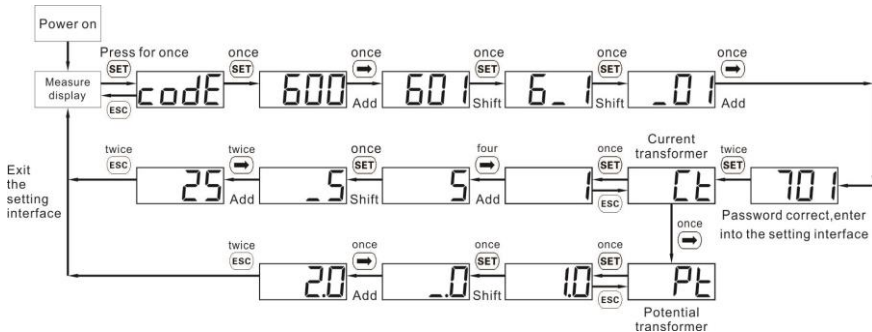 Power on
Press for once
once
once
once
once
once
SET
SET
➡
SET
SET
➡
Measure
display
codE
600
601
6_1
_01
ESC
Add
Shift
Shift
Add
Exit
the
setting
interface
twice
ESC
twice
➡
once
SET
four
➡
once
SET
Current
transformer
twice
SET
25
_5
5
1
Ct
701
Add
Shift
Add
ESC
Password correct,enter
into the setting interface
once
➡
twice
ESC
once
➡
once
SET
once
SET
2.0
_.0
1.0
Pt
Add
Shift
ESC
Potential
transformer